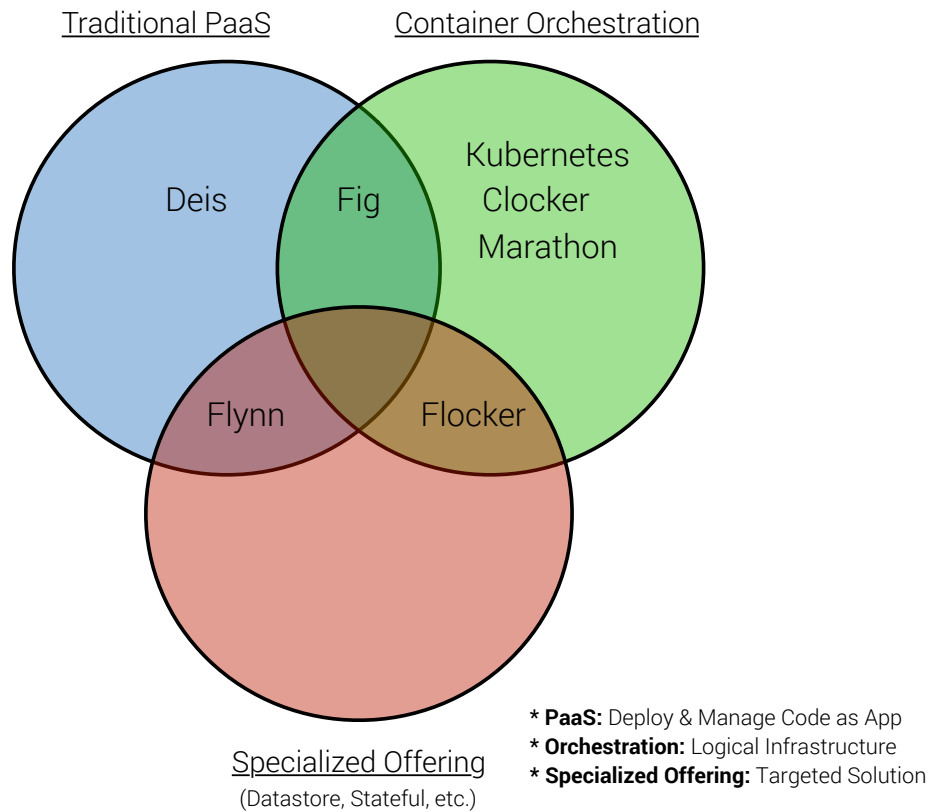 Traditional PaaS
Container Orchestration
Deis
Fig
Kubernetes
Clocker
Marathon
Flynn
Flocker
Specialized Offering
(Datastore, Stateful, etc.)
* PaaS: Deploy & Manage Code as App
* Orchestration: Logical Infrastructure
* Specialized Offering: Targeted Solution